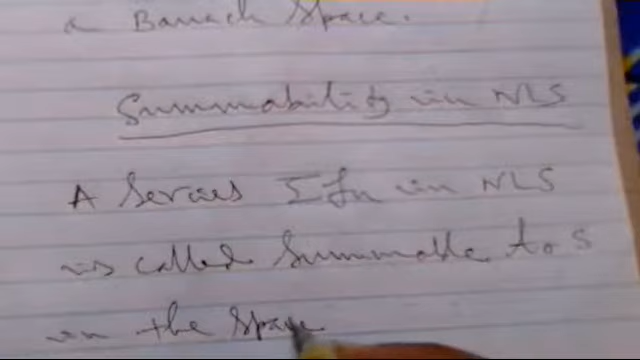 a Banach Space.
Summability in NLS
A Series Σfn in NLS
is called Summable to s
in the Space